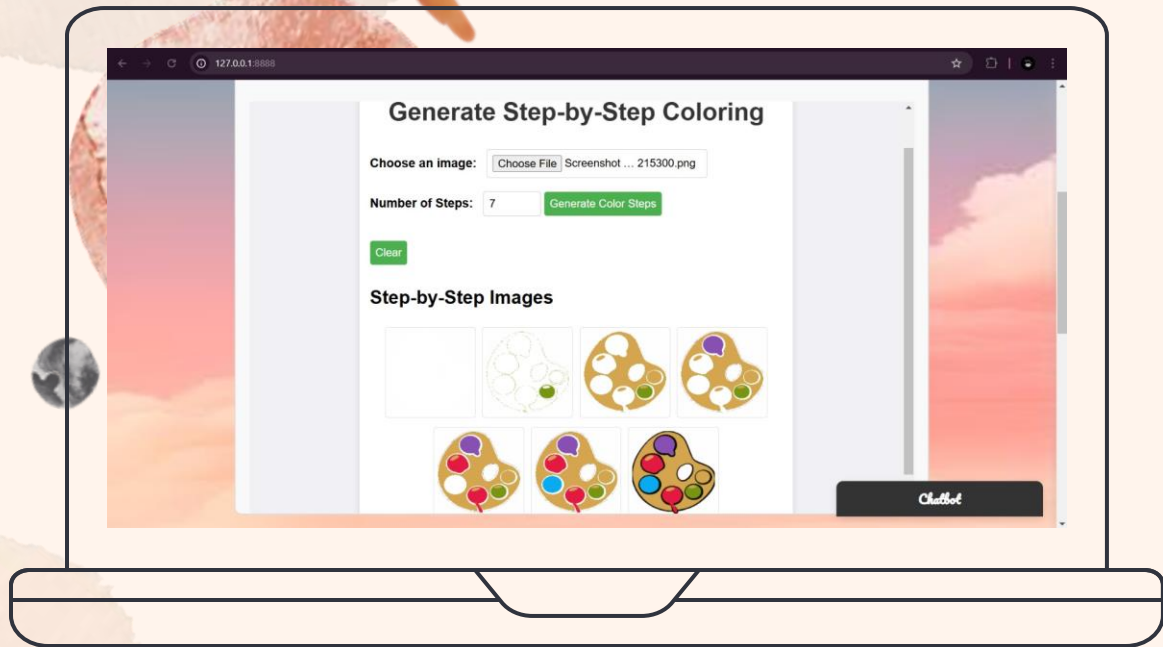 127.0.0.1:8888
Generate Step-by-Step Coloring
Choose an image: Choose File Screenshot ... 215300.png
Number of Steps: 7 Generate Color Steps
Clear
Step-by-Step Images
Chatbot